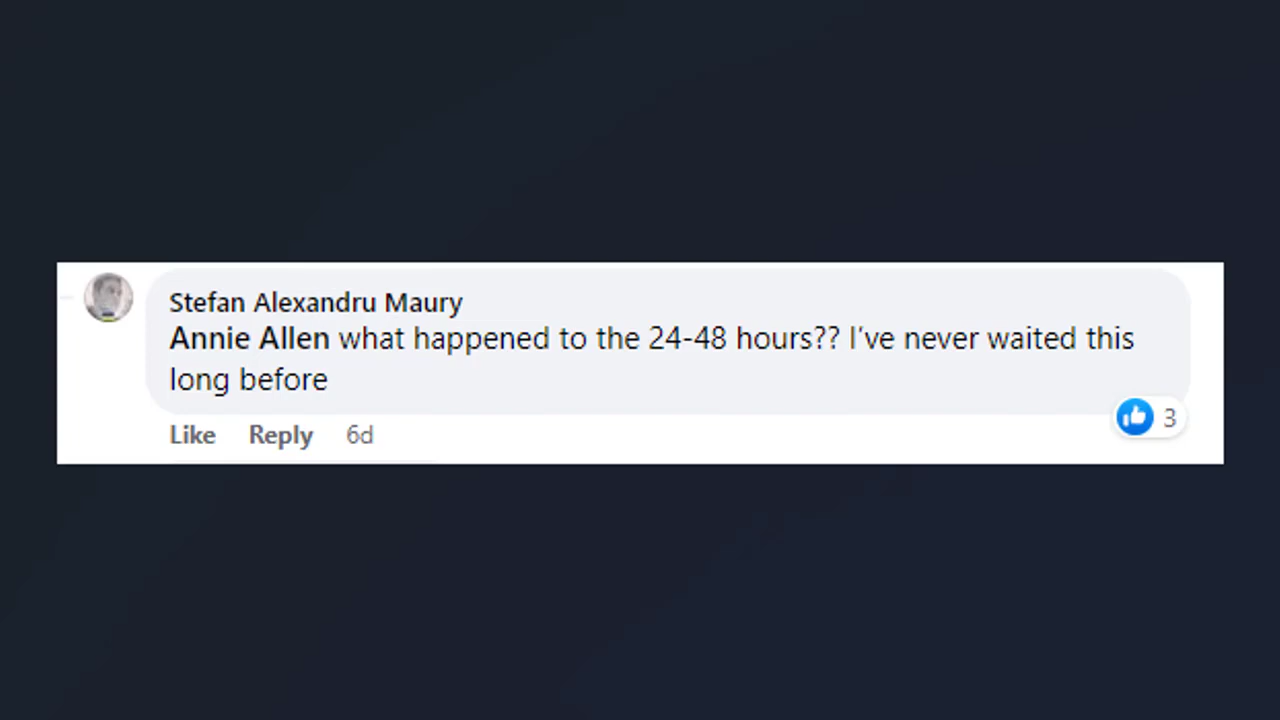 Stefan Alexandru Maury
Annie Allen what happened to the 24-48 hours?? I've never waited this
long before
3
Like Reply 6d